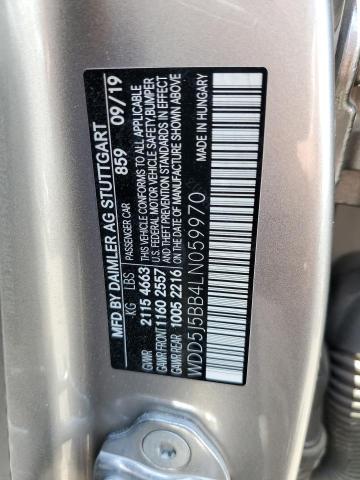 MFD BY DAIMLER AG STUTTGART
PASSENGER CAR 859 09/19
KG LBS
GVWR 2115 4663
GAWR FRONT 1160 2557
GAWR REAR 1005 2216
THIS VEHICLE CONFORMS TO ALL APPLICABLE
U.S. FEDERAL MOTOR VEHICLE SAFETY, BUMPER
AND THEFT PREVENTION STANDARDS IN EFFECT
ON THE DATE OF MANUFACTURE SHOWN ABOVE
MADE IN HUNGARY
WDD5J5BB4LN059970